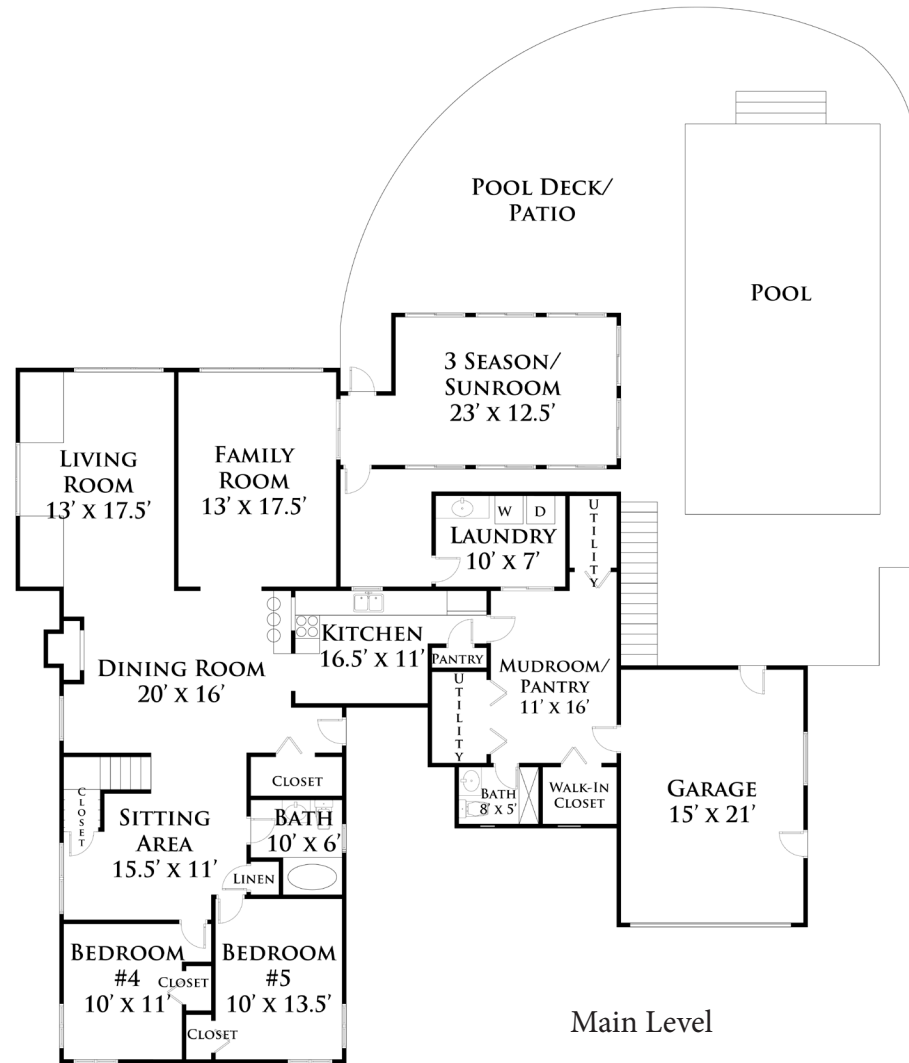 POOL DECK/
PATIO
POOL
3 SEASON/
SUNROOM
23' X 12.5'
LIVING
ROOM
13' X 17.5'
FAMILY
ROOM
13' X 17.5'
W
D
LAUNDRY
10' X 7'
UTILITY
KITCHEN
16.5' X 11'
PANTRY
DINING ROOM
20' X 16'
MUDROOM/
PANTRY
11' X 16'
UTILITY
CLOSET
CLOSET
SITTING
AREA
15.5' X 11'
BATH
10' X 6'
LINEN
BATH
8' X 5'
WALK-IN
CLOSET
GARAGE
15' X 21'
BEDROOM
#4
10' X 11'
CLOSET
BEDROOM
#5
10' X 13.5'
CLOSET
Main Level